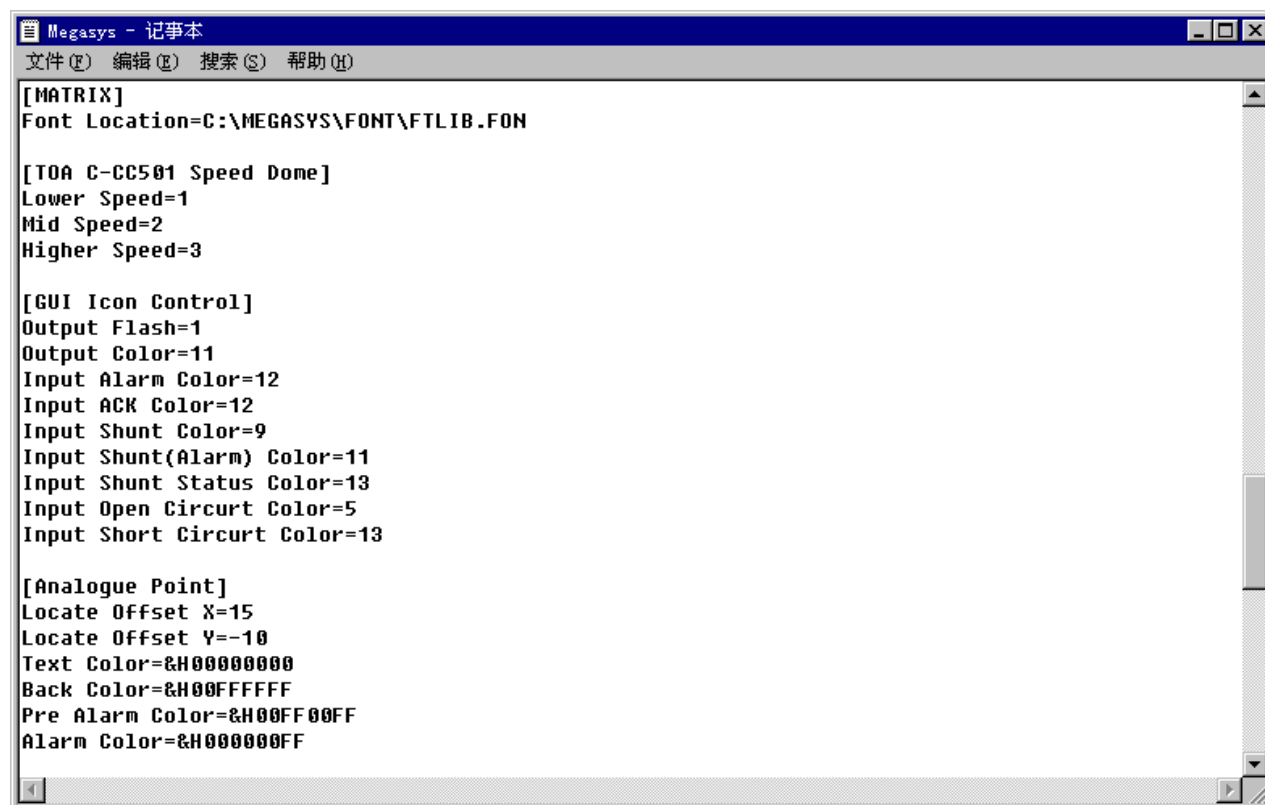 Megasys - 记事本
文件(F) 编辑(E) 搜索(S) 帮助(H)
[MATRIX]
Font Location=C:\MEGASYS\FONT\FTLIB.FON
[TOA C-CC501 Speed Dome]
Lower Speed=1
Mid Speed=2
Higher Speed=3
[GUI Icon Control]
Output Flash=1
Output Color=11
Input Alarm Color=12
Input ACK Color=12
Input Shunt Color=9
Input Shunt(Alarm) Color=11
Input Shunt Status Color=13
Input Open Circurt Color=5
Input Short Circurt Color=13
[Analogue Point]
Locate Offset X=15
Locate Offset Y=-10
Text Color=&H00000000
Back Color=&H00FFFFFF
Pre Alarm Color=&H00FF00FF
Alarm Color=&H000000FF